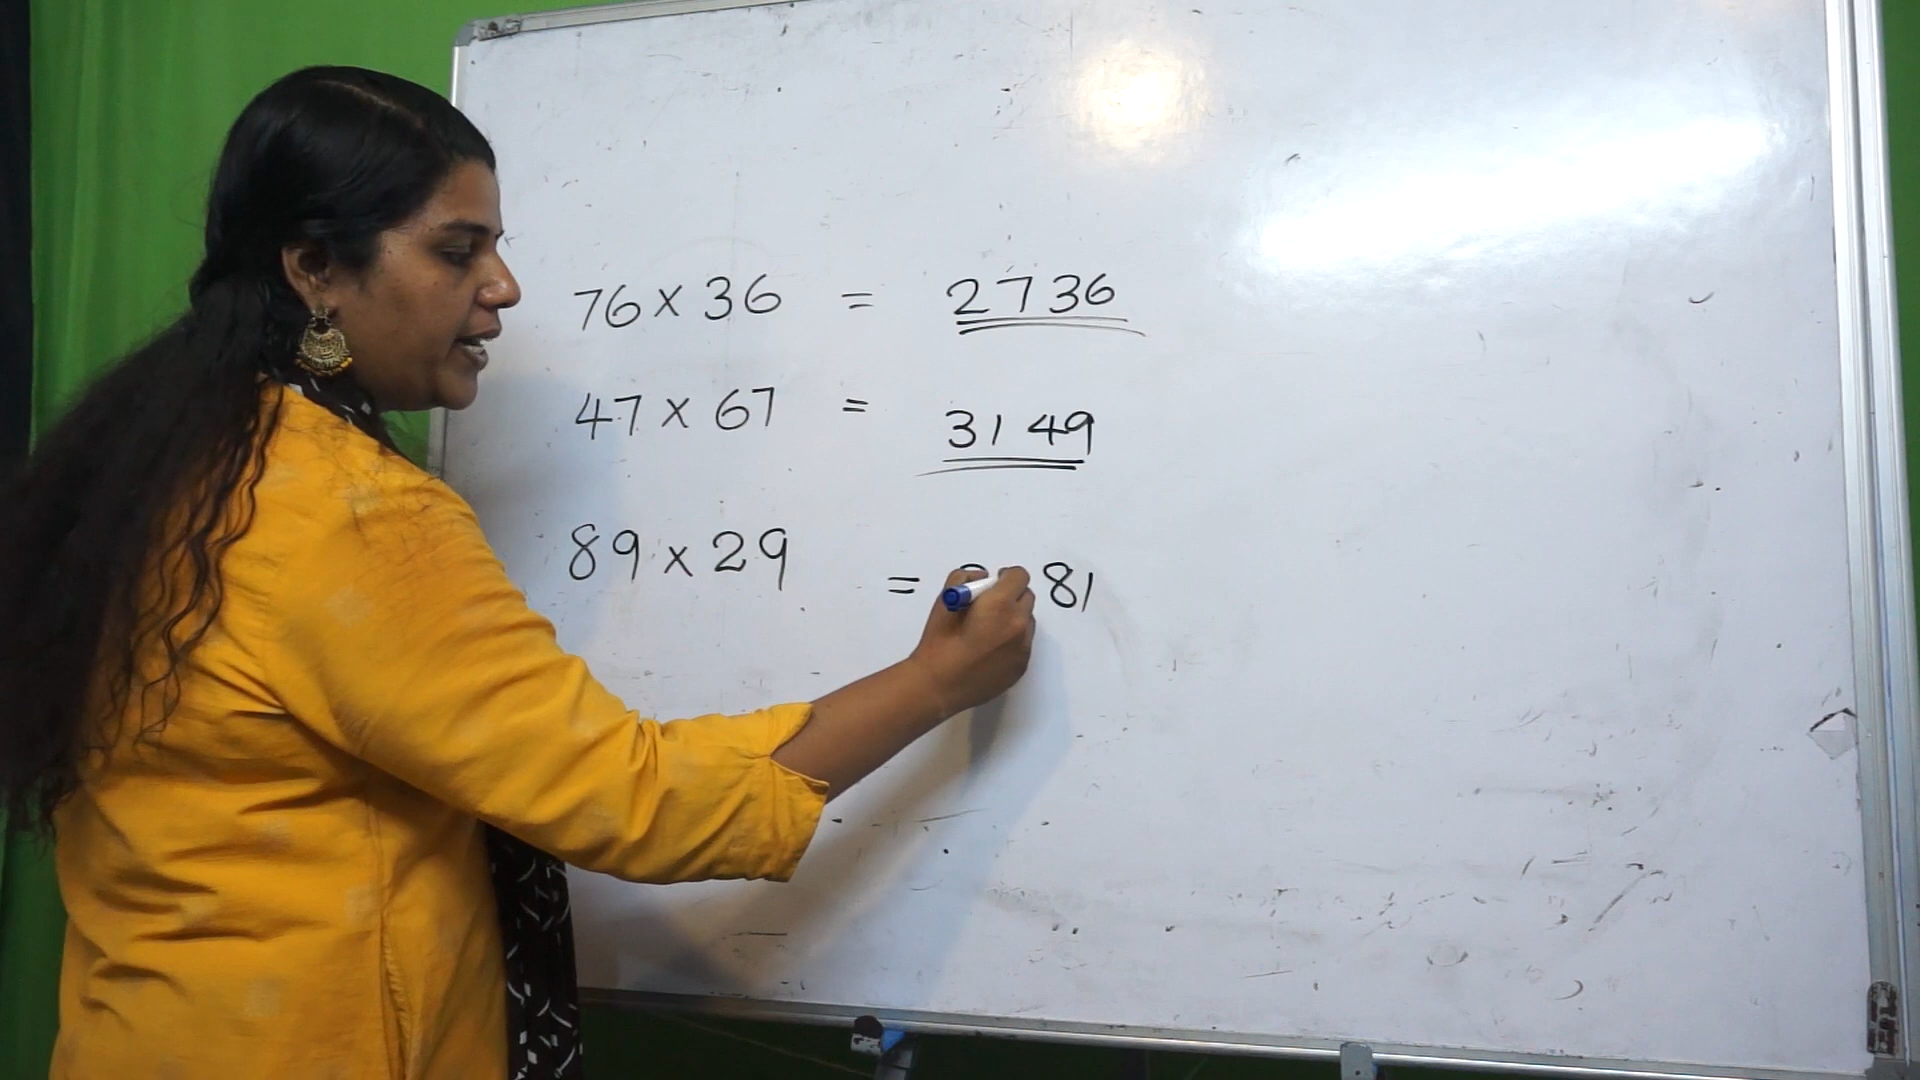 76 x 36 = 2736
47 x 67 = 3149
89 x 29 = 81